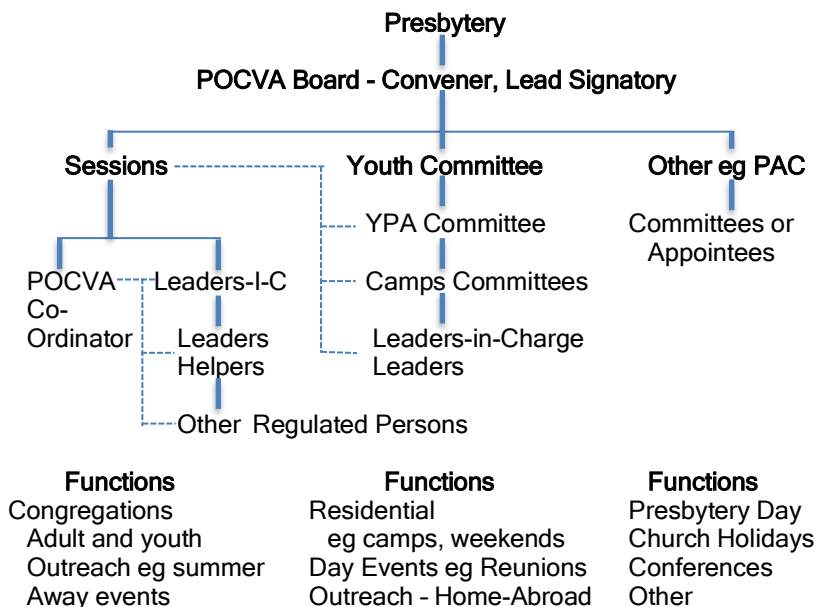 Presbytery
POCVA Board - Convener, Lead Signatory
Sessions
Youth Committee
Other eg PAC
YPA Committee
Committees or
Appointees
POCVA
Co-
Ordinator
Leaders-I-C
Camps Committees
Leaders
Helpers
Leaders-in-Charge
Leaders
Other Regulated Persons
Functions
Congregations
Adult and youth
Outreach eg summer
Away events
Functions
Residential
eg camps, weekends
Day Events eg Reunions
Outreach - Home-Abroad
Functions
Presbytery Day
Church Holidays
Conferences
Other